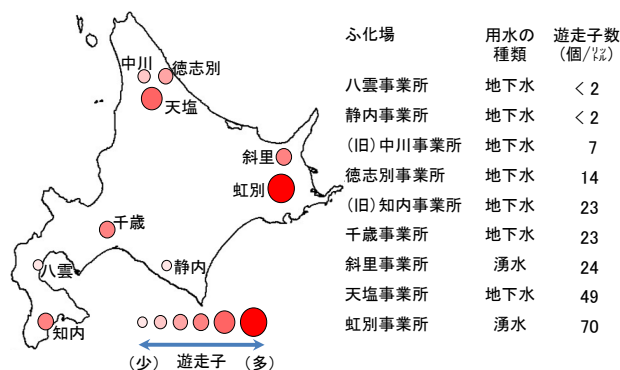 中川
徳志別
天塩
斜里
虹別
千歳
八雲
静内
知内
(少) 遊走子 (多)
ふ化場 用水の種類 遊走子数(個/㍑)
八雲事業所 地下水 <2
静内事業所 地下水 <2
(旧)中川事業所 地下水 7
徳志別事業所 地下水 14
(旧)知内事業所 地下水 23
千歳事業所 地下水 23
斜里事業所 湧水 24
天塩事業所 地下水 49
虹別事業所 湧水 70